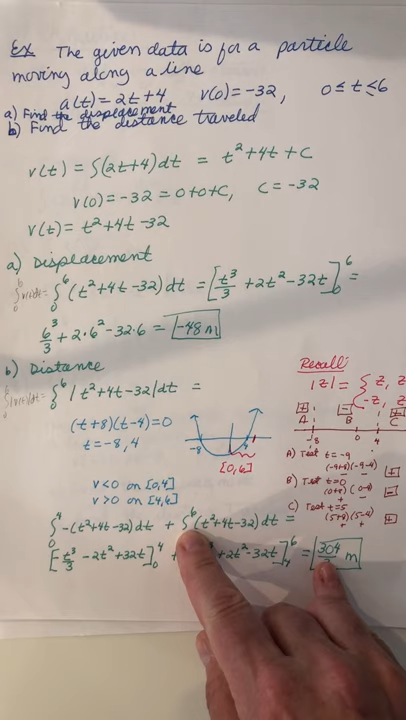 Ex The given data is for a particle
moving along a line
a(t) = 2t+4 v(0) = -32, 0 ≤ t ≤ 6
a) Find the displacement
b) Find the distance traveled
v(t) = ∫(2t+4)dt = t²+4t+C
v(0) = -32 = 0+0+C, C = -32
v(t) = t²+4t-32
a) Displacement
∫₀⁶ v(t)dt = ∫₀⁶ (t²+4t-32)dt = [t³/3 + 2t² - 32t]₀⁶ =
6³/3 + 2·6² - 32·6 = -48 m
b) Distance
∫₀⁶ |v(t)|dt = ∫₀⁶ |t²+4t-32|dt =
(t+8)(t-4)=0
t = -8, 4
-8 4
[0,6]
v<0 on [0,4]
v>0 on [4,6]
Recall
|z| = { z, z
-z, z
+ - +
A B C
-8 0 4
A) Test t=-9
(-9+8)(-9-4) +
- -
B) Test t=0
(0+8)(0-4) -
+ -
C) Test t=5
(5+8)(5-4) +
+ +
∫₀⁴ -(t²+4t-32)dt + ∫⁶ (t²+4t-32)dt =
[-t³/3 - 2t² + 32t]₀⁴ + ³ +2t²-32t]₄⁶ = 304 m